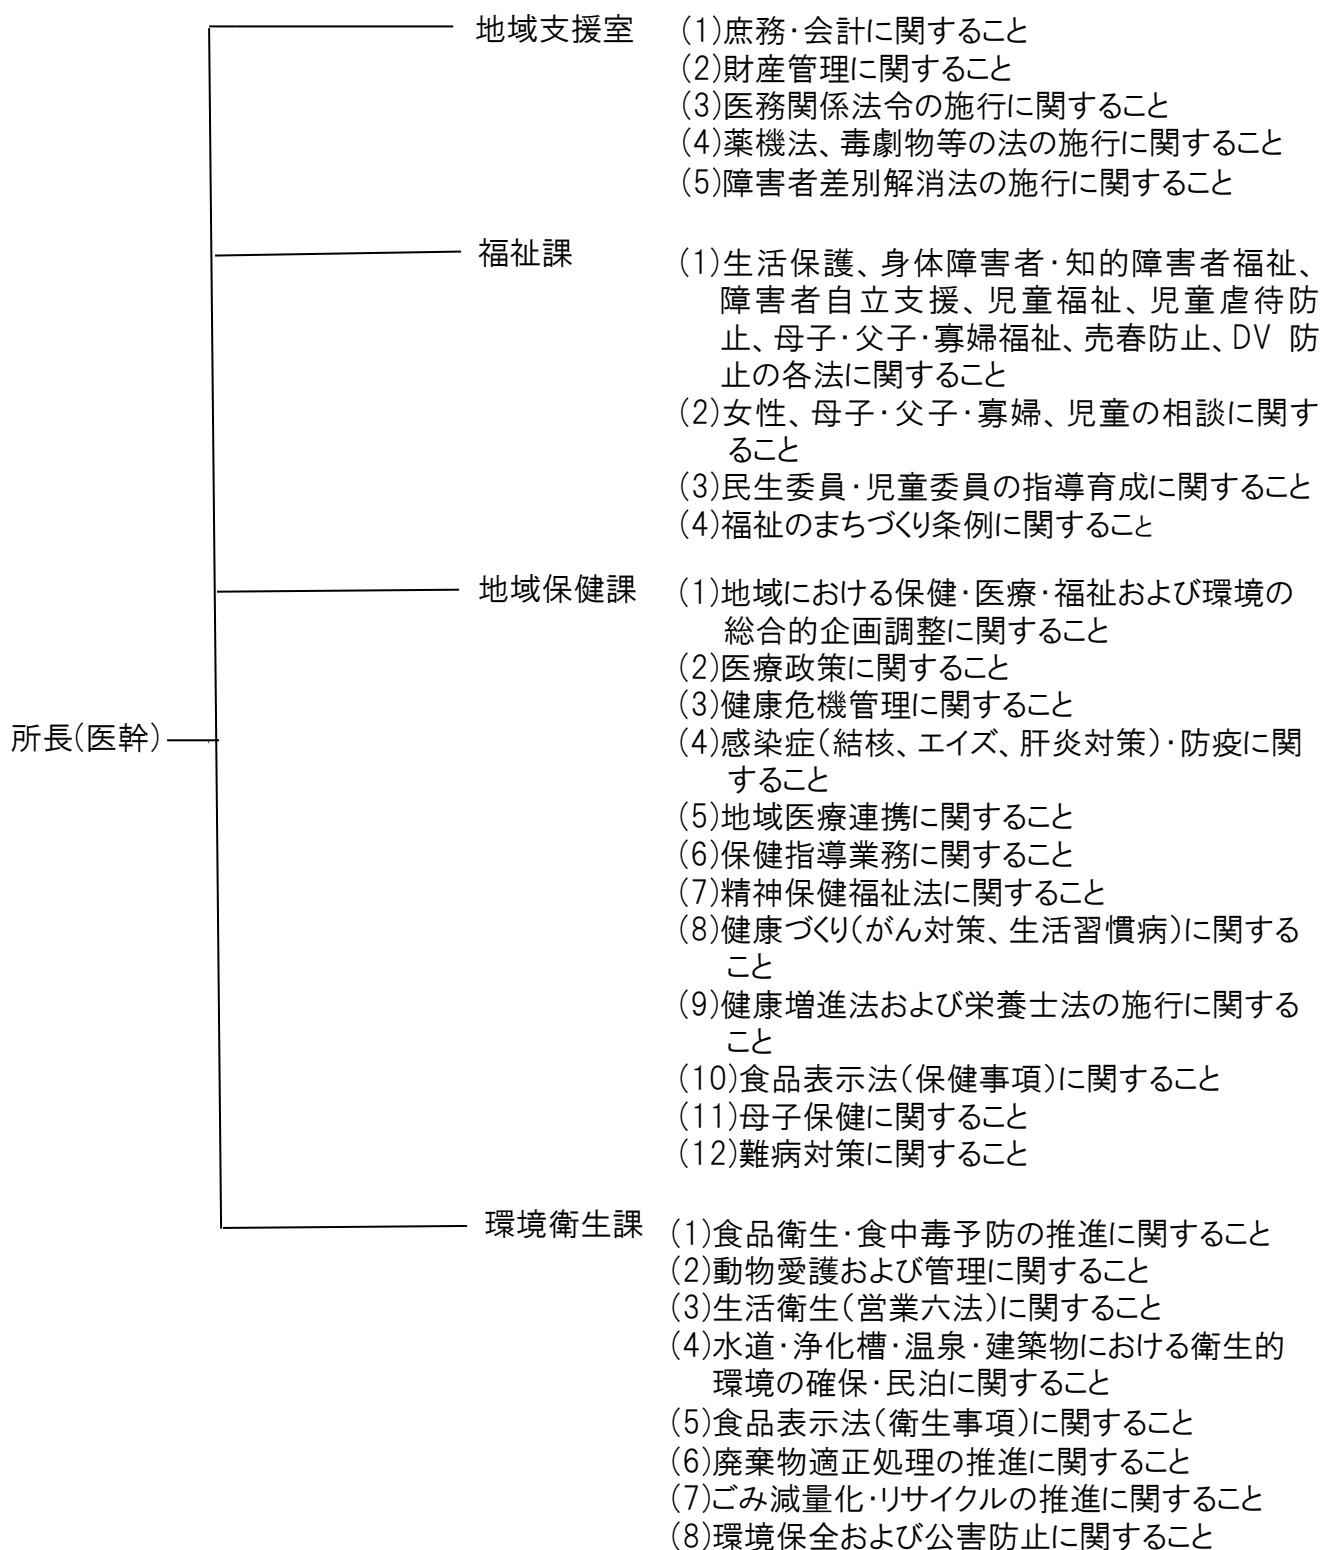 地域支援室
(1)庶務・会計に関すること
(2)財産管理に関すること
(3)医務関係法令の施行に関すること
(4)薬機法、毒劇物等の法の施行に関すること
(5)障害者差別解消法の施行に関すること
福祉課
(1)生活保護、身体障害者・知的障害者福祉、
障害者自立支援、児童福祉、児童虐待防
止、母子・父子・寡婦福祉、売春防止、DV 防
止の各法に関すること
(2)女性、母子・父子・寡婦、児童の相談に関す
ること
(3)民生委員・児童委員の指導育成に関すること
(4)福祉のまちづくり条例に関すること
地域保健課
(1)地域における保健・医療・福祉および環境の
総合的企画調整に関すること
(2)医療政策に関すること
(3)健康危機管理に関すること
所長(医幹)
(4)感染症(結核、エイズ、肝炎対策)・防疫に関
すること
(5)地域医療連携に関すること
(6)保健指導業務に関すること
(7)精神保健福祉法に関すること
(8)健康づくり(がん対策、生活習慣病)に関する
こと
(9)健康増進法および栄養士法の施行に関する
こと
(10)食品表示法(保健事項)に関すること
(11)母子保健に関すること
(12)難病対策に関すること
環境衛生課
(1)食品衛生・食中毒予防の推進に関すること
(2)動物愛護および管理に関すること
(3)生活衛生(営業六法)に関すること
(4)水道・浄化槽・温泉・建築物における衛生的
環境の確保・民泊に関すること
(5)食品表示法(衛生事項)に関すること
(6)廃棄物適正処理の推進に関すること
(7)ごみ減量化・リサイクルの推進に関すること
(8)環境保全および公害防止に関すること